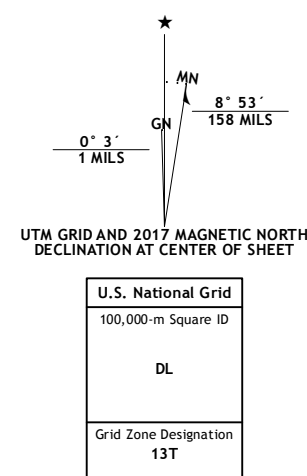 ★
MN
GN
8° 53´
158 MILS
0° 3´
1 MILS
UTM GRID AND 2017 MAGNETIC NORTH
DECLINATION AT CENTER OF SHEET
U.S. National Grid
100,000-m Square ID
DL
Grid Zone Designation
13T